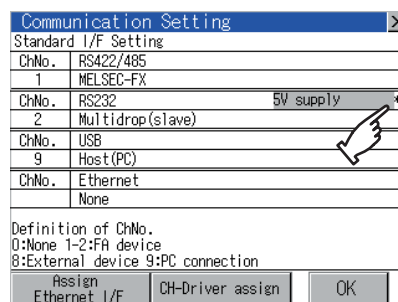 Communication Setting
Standard I/F Setting
ChNo. RS422/485
1 MELSEC-FX
ChNo. RS232 5V supply *
2 Multidrop(slave)
ChNo. USB
9 Host(PC)
ChNo. Ethernet
None
Definition of ChNo.
0:None 1-2:FA device
8:External device 9:PC connection
Assign Ethernet I/F CH-Driver assign OK